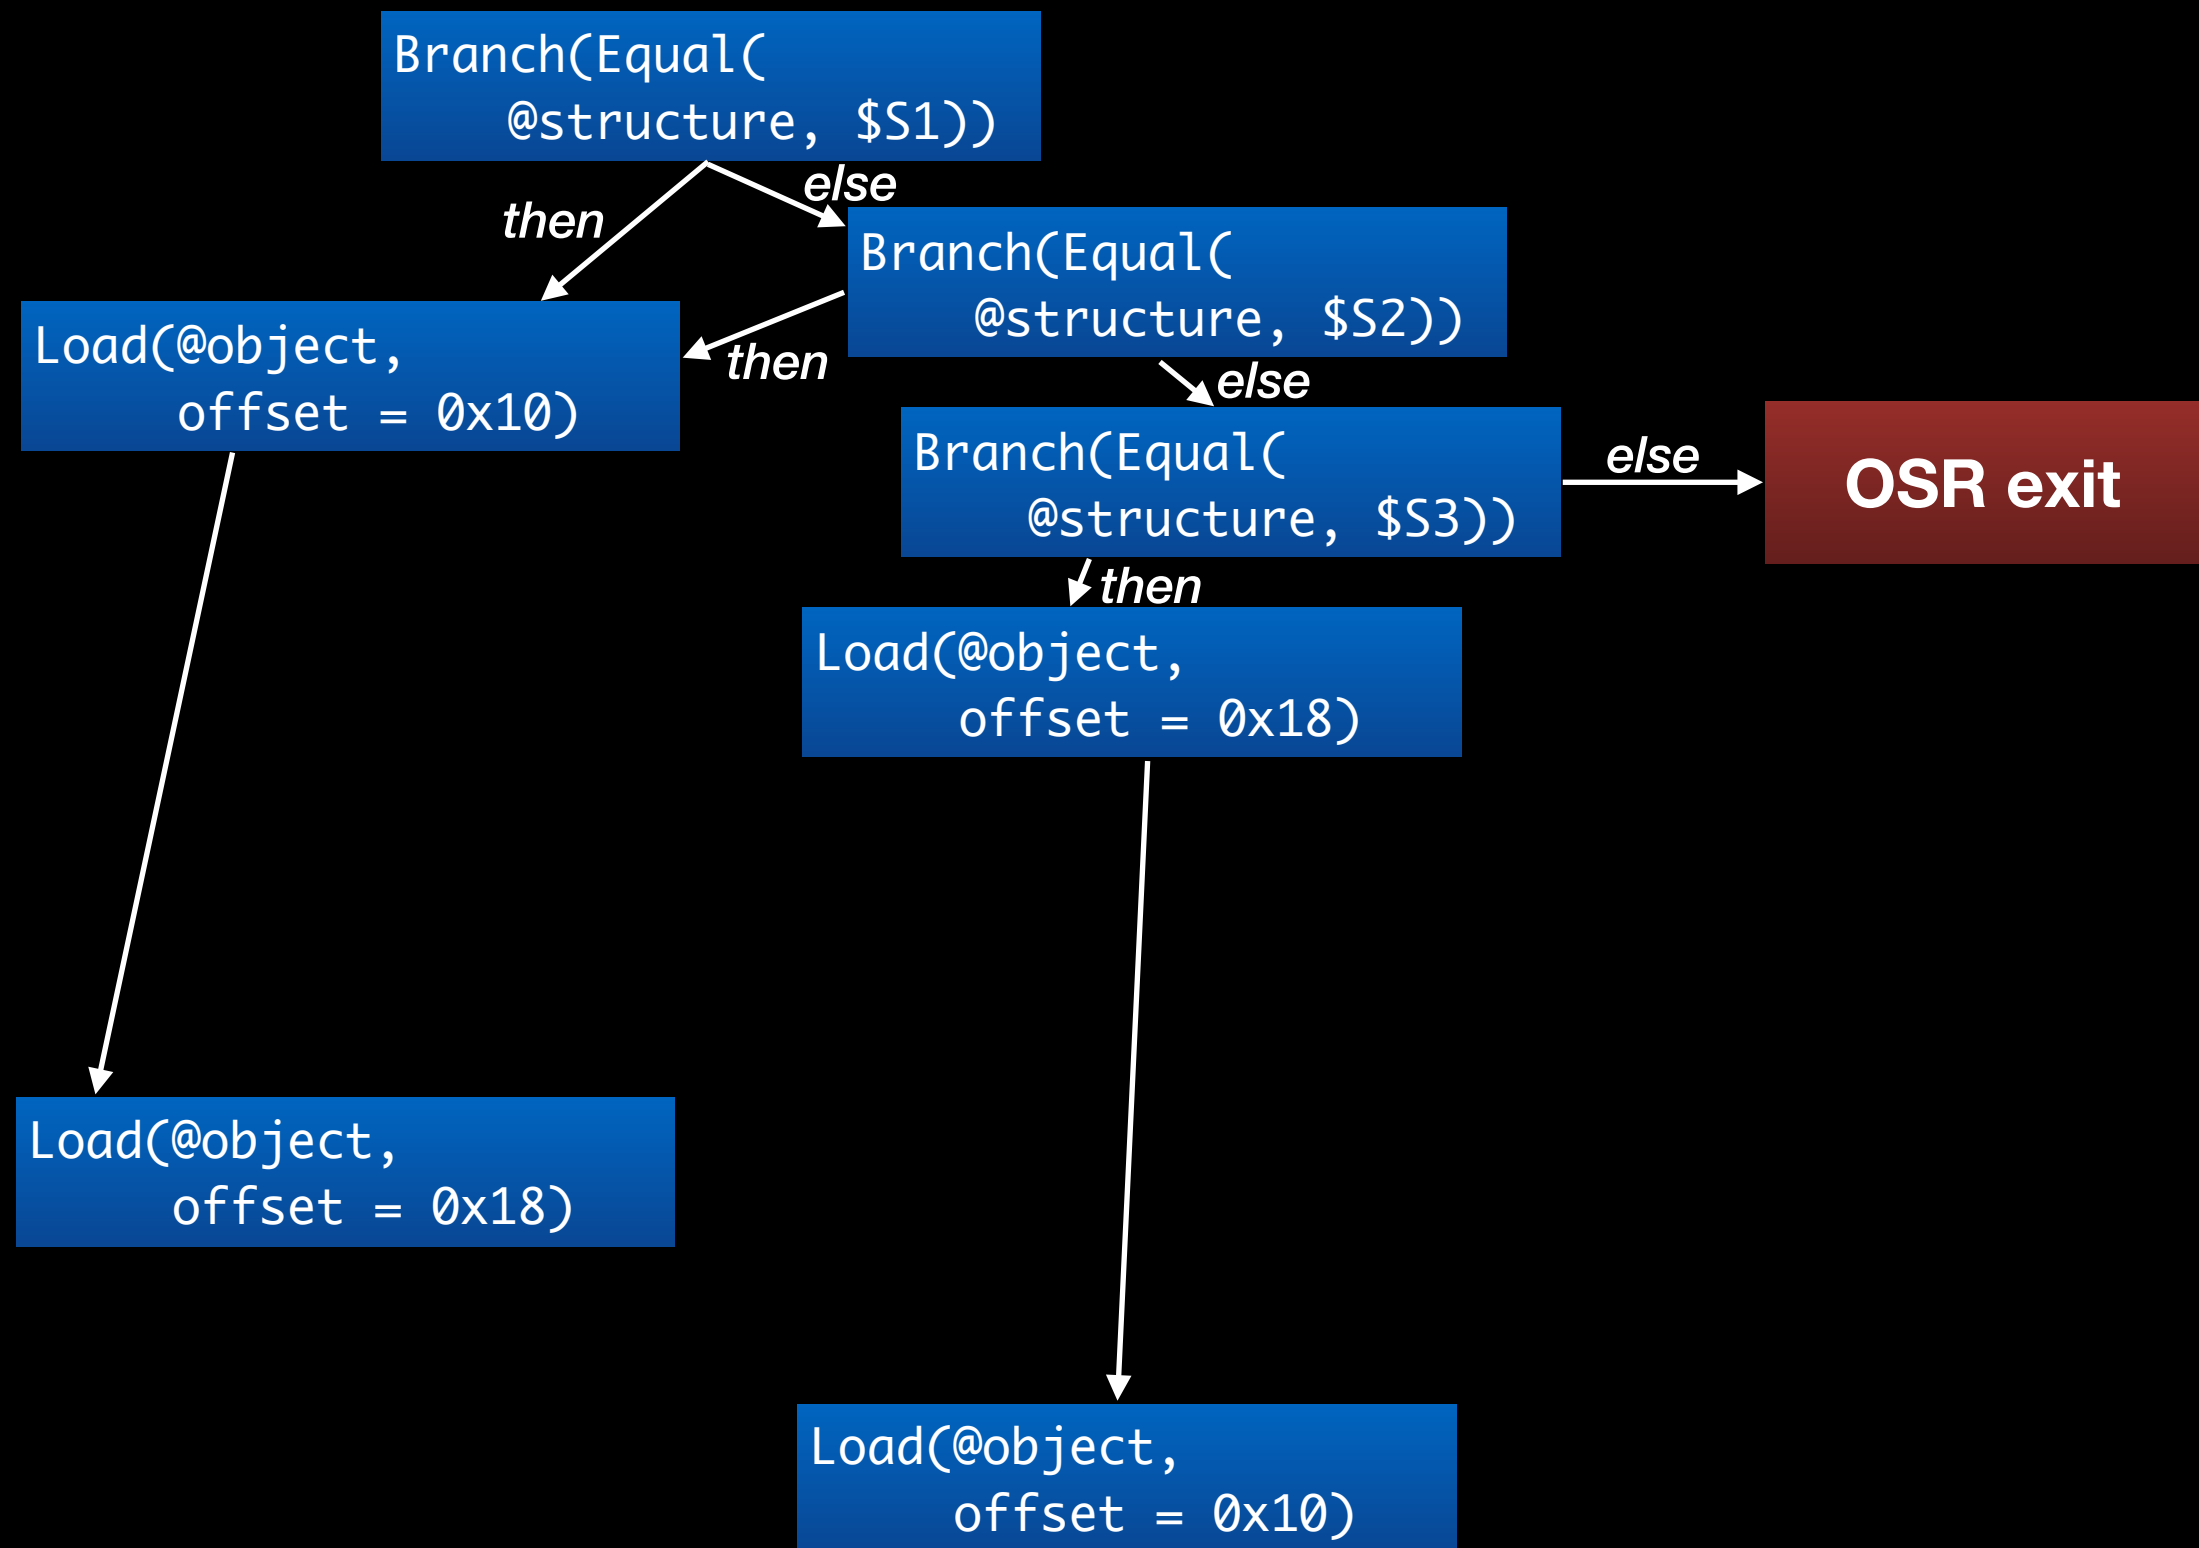 Branch(Equal(
@structure, $S1))
then
else
Branch(Equal(
@structure, $S2))
Load(@object,
offset = 0x10)
then
else
Branch(Equal(
@structure, $S3))
else
OSR exit
then
Load(@object,
offset = 0x18)
Load(@object,
offset = 0x18)
Load(@object,
offset = 0x10)